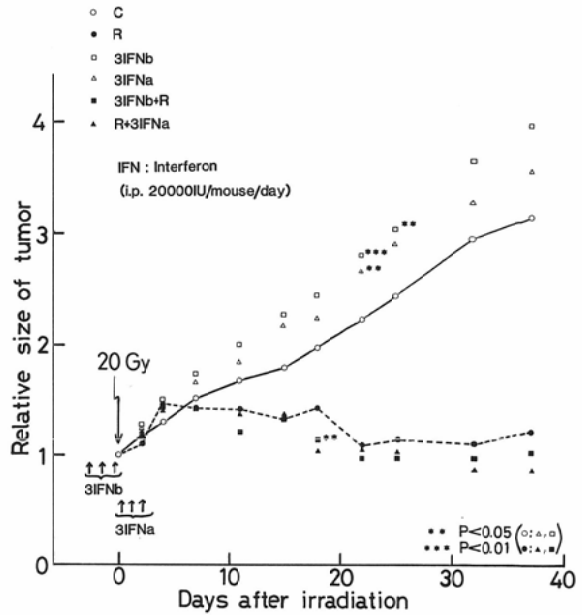 ○ C
● R
□ 3IFNb
△ 3IFNa
■ 3IFNb+R
▲ R+3IFNa
IFN : Interferon
(i.p. 20000IU/mouse/day)
Relative size of tumor
4
3
2
1
0
**
***
**
20 Gy
**
↑↑↑
3IFNb
↑↑↑
3IFNa
** P<0.05 (○:△,□)
*** P<0.01 (●:▲,■)
0 10 20 30 40
Days after irradiation